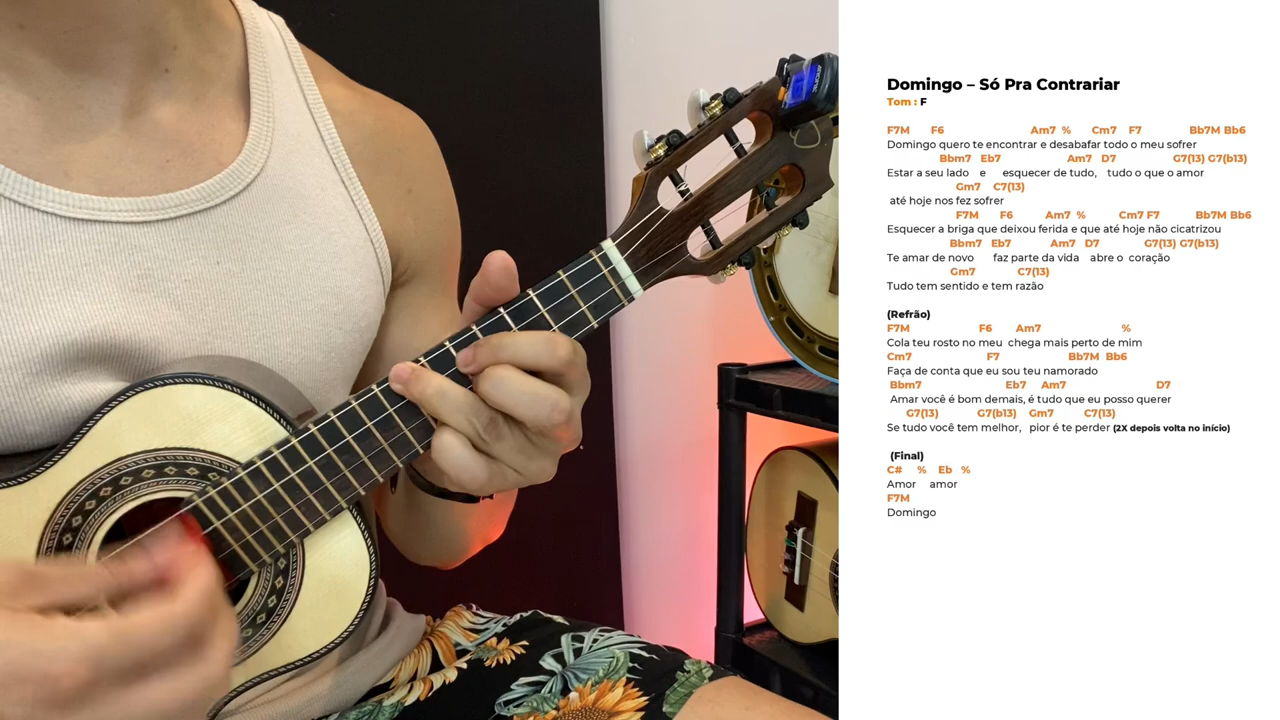 Domingo – Só Pra Contrariar
Tom : F
F7M F6 Am7 % Cm7 F7 Bb7M Bb6
Domingo quero te encontrar e desabafar todo o meu sofrer
Bbm7 Eb7 Am7 D7 G7(13) G7(b13)
Estar a seu lado e esquecer de tudo, tudo o que o amor
Gm7 C7(13)
até hoje nos fez sofrer
F7M F6 Am7 % Cm7 F7 Bb7M Bb6
Esquecer a briga que deixou ferida e que até hoje não cicatrizou
Bbm7 Eb7 Am7 D7 G7(13) G7(b13)
Te amar de novo faz parte da vida abre o coração
Gm7 C7(13)
Tudo tem sentido e tem razão
(Refrão)
F7M F6 Am7 %
Cola teu rosto no meu chega mais perto de mim
Cm7 F7 Bb7M Bb6
Faça de conta que eu sou teu namorado
Bbm7 Eb7 Am7 D7
Amar você é bom demais, é tudo que eu posso querer
G7(13) G7(b13) Gm7 C7(13)
Se tudo você tem melhor, pior é te perder (2X depois volta no início)
(Final)
C# % Eb %
Amor amor
F7M
Domingo